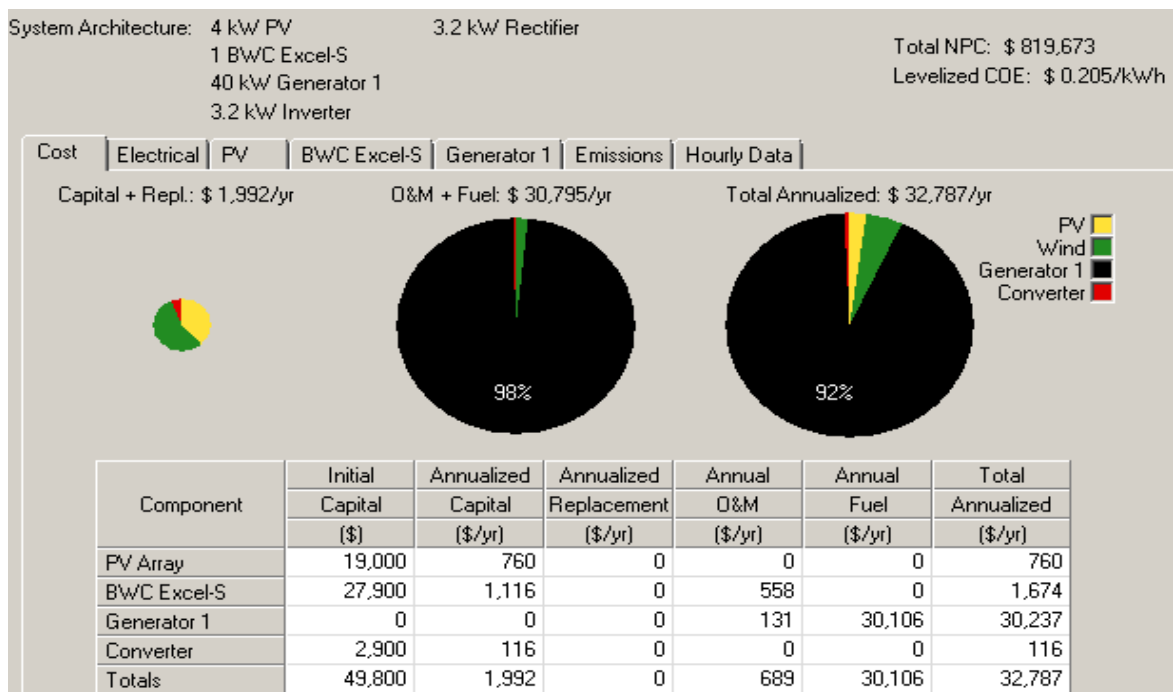 System Architecture: 4 kW PV 3.2 kW Rectifier
1 BWC Excel-S
40 kW Generator 1
3.2 kW Inverter
Total NPC: $ 819,673
Levelized COE: $ 0.205/kWh
Cost Electrical PV BWC Excel-S Generator 1 Emissions Hourly Data
Capital + Repl.: $ 1,992/yr O&M + Fuel: $ 30,795/yr Total Annualized: $ 32,787/yr
PV
Wind
Generator 1
Converter
98% 92%
Initial Annualized Annualized Annual Annual Total
Component Capital Capital Replacement O&M Fuel Annualized
($) ($/yr) ($/yr) ($/yr) ($/yr) ($/yr)
PV Array 19,000 760 0 0 0 760
BWC Excel-S 27,900 1,116 0 558 0 1,674
Generator 1 0 0 0 131 30,106 30,237
Converter 2,900 116 0 0 0 116
Totals 49,800 1,992 0 689 30,106 32,787